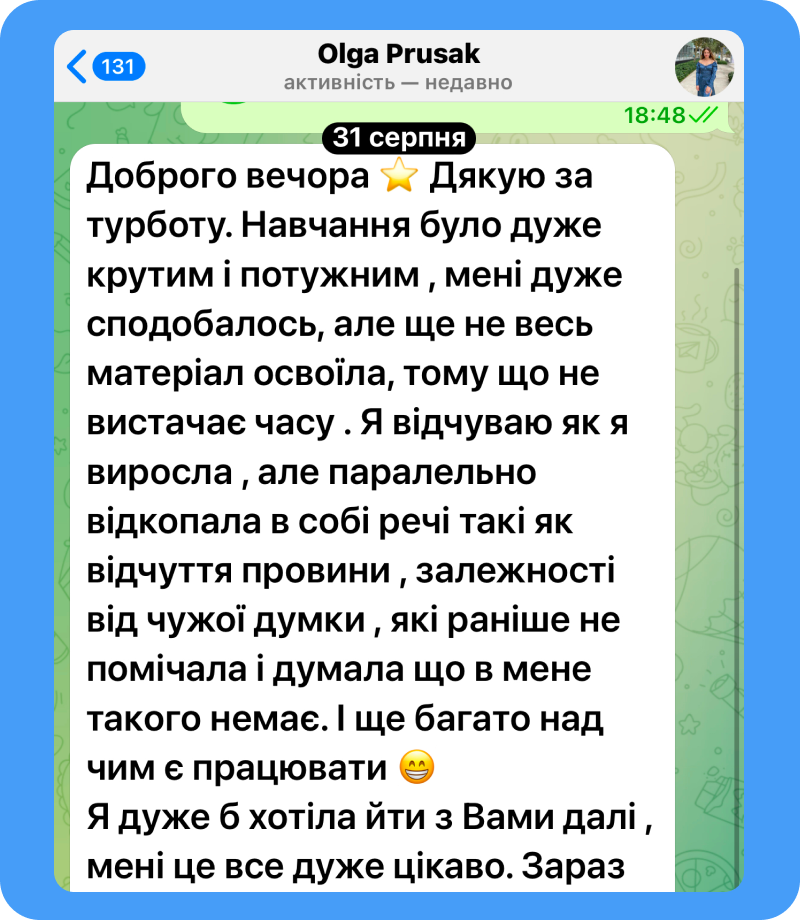 131
Olga Prusak
активність — недавно
18:48
31 серпня
Доброго вечора ⭐ Дякую за
турботу. Навчання було дуже
крутим і потужним , мені дуже
сподобалось, але ще не весь
матеріал освоїла, тому що не
вистачає часу . Я відчуваю як я
виросла , але паралельно
відкопала в собі речі такі як
відчуття провини , залежності
від чужої думки , які раніше не
помічала і думала що в мене
такого немає. І ще багато над
чим є працювати 😁
Я дуже б хотіла йти з Вами далі ,
мені це все дуже цікаво. Зараз